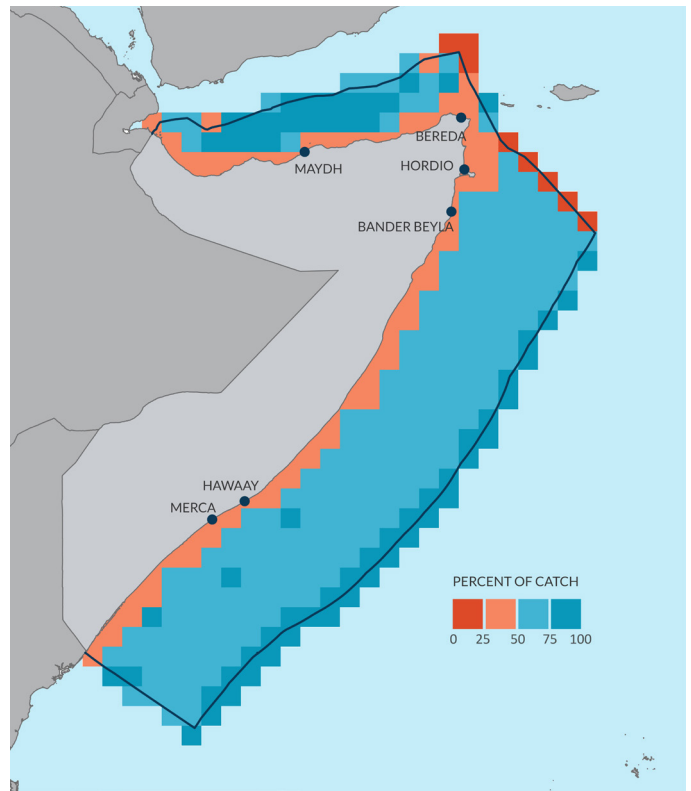 BEREDA
MAYDH
HORDIO
BANDER BEYLA
HAWAAY
MERCA
PERCENT OF CATCH
0 25 50 75 100